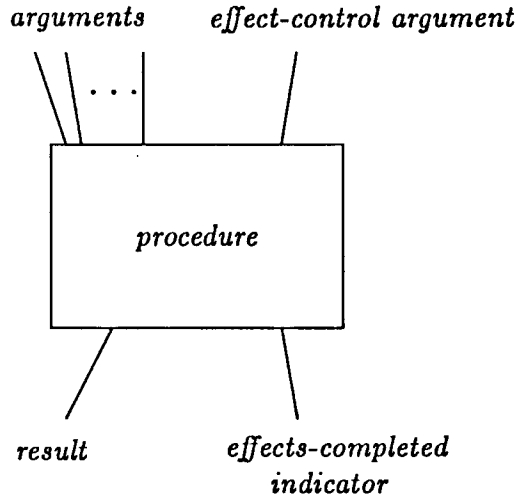 arguments effect-control argument
. . .
procedure
result effects-completed
indicator